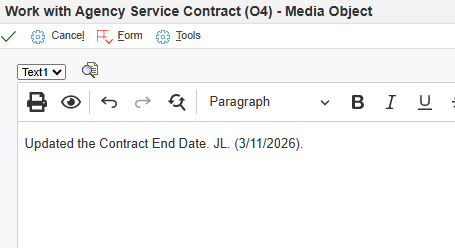 Work with Agency Service Contract (O4) - Media Object
Cancel Form Tools
Text1
Paragraph B I U
Updated the Contract End Date. JL. (3/11/2026).